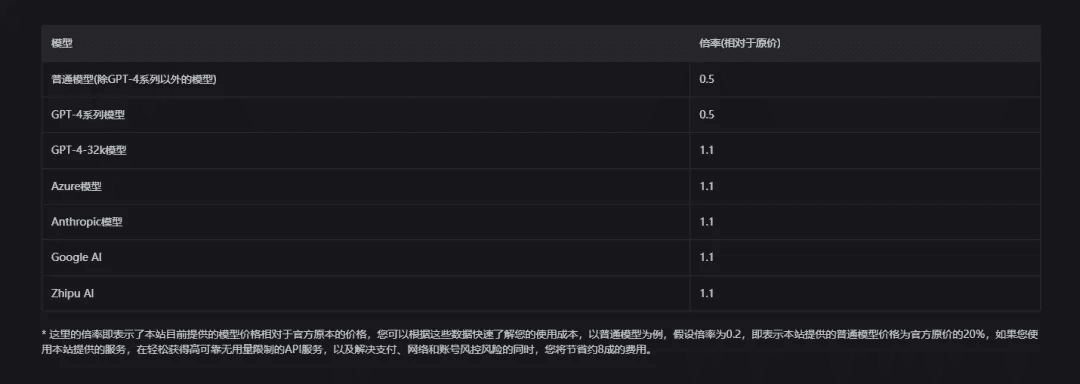 模型 倍率(相对于原价)
普通模型(除GPT-4系列以外的模型) 0.5
GPT-4系列模型 0.5
GPT-4-32k模型 1.1
Azure模型 1.1
Anthropic模型 1.1
Google AI 1.1
Zhipu AI 1.1
* 这里的倍率即表示了本站目前提供的模型价格相对于官方原本的价格，您可以根据这些数据快速了解您的使用成本，以普通模型为例，假设倍率为0.2，即表示本站提供的普通模型价格为官方原价的20%，如果您使
用本站提供的服务，在轻松获得高可靠无用量限制的API服务，以及解决支付、网络和账号风控风险的同时，您将节省约8成的费用。